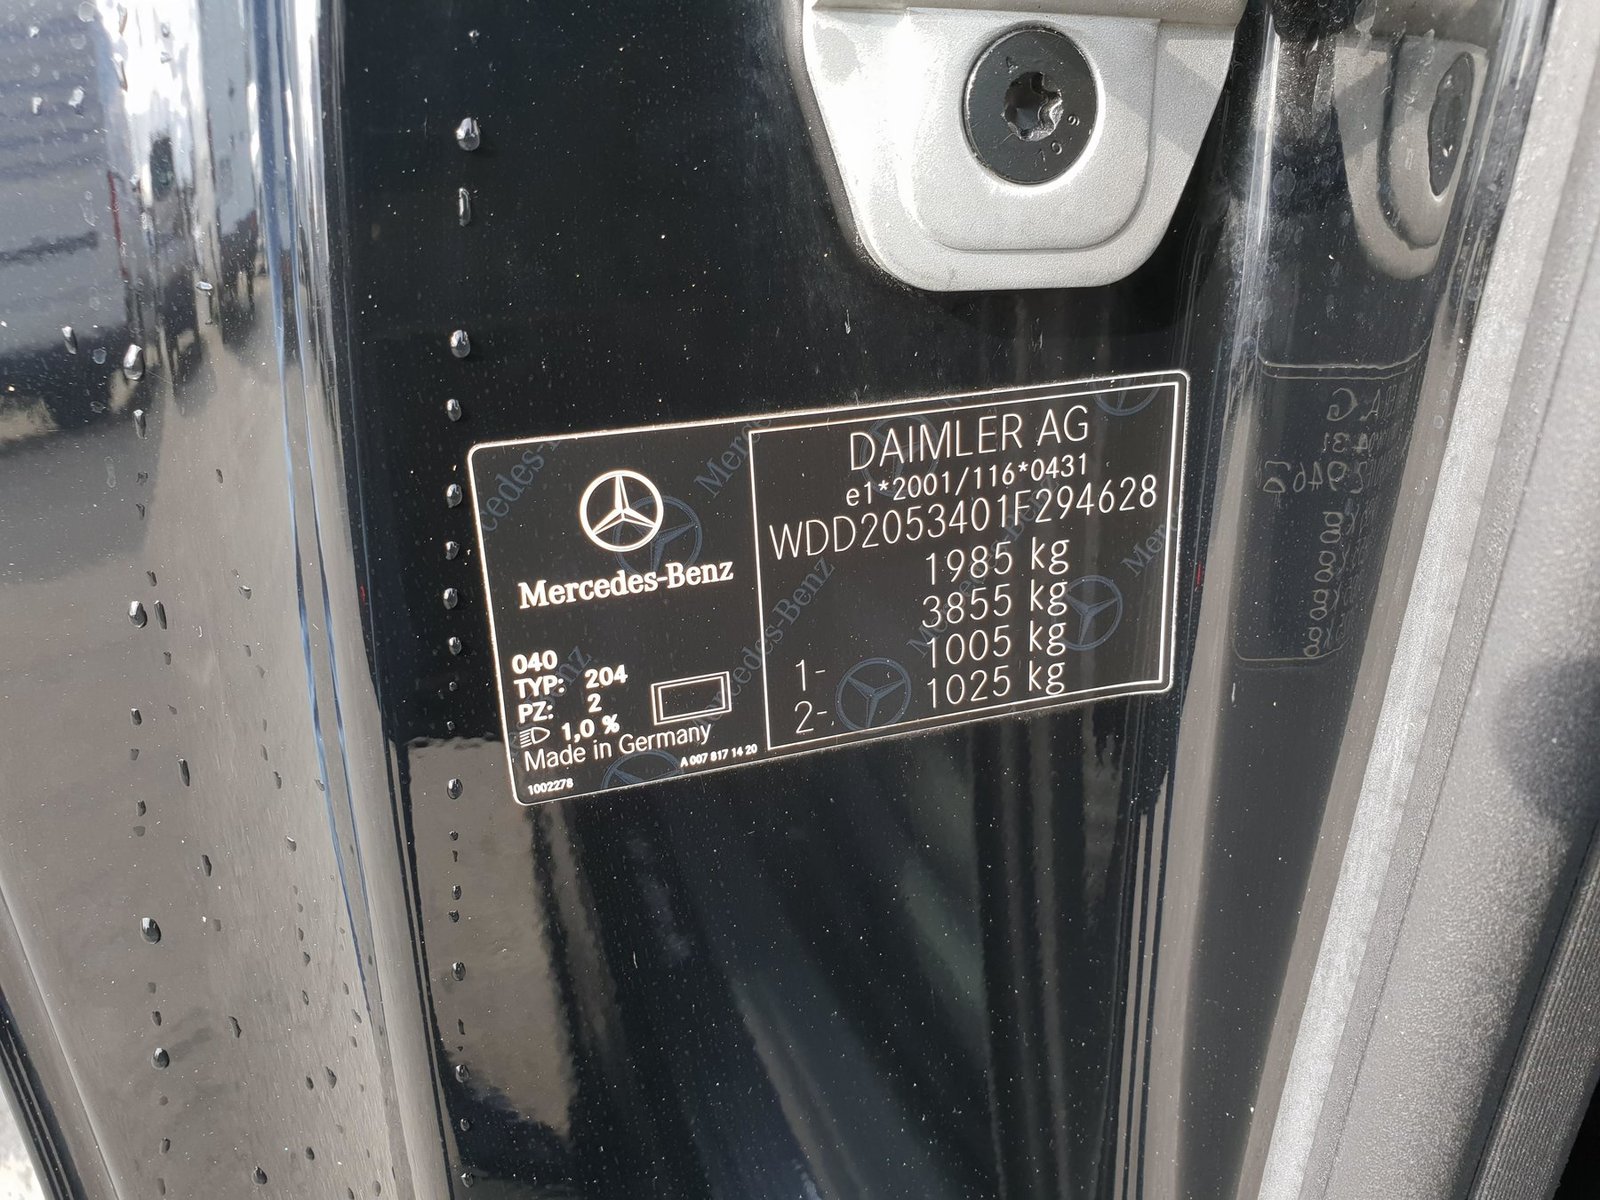 DAIMLER AG
e1*2001/116*0431
WDD2053401F294628
1985 kg
3855 kg
1- 1005 kg
2- 1025 kg
Mercedes-Benz
040
TYP: 204
PZ: 2
1,0 %
Made in Germany
A 007 817 14 20
1002278